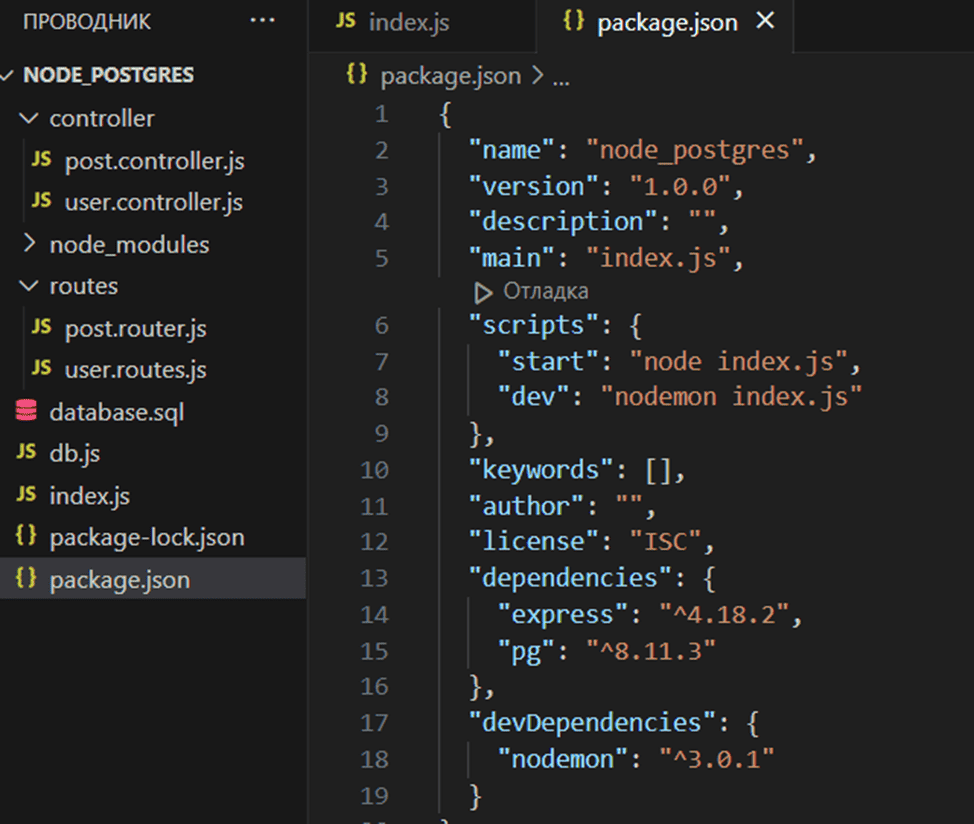 ПРОВОДНИК ...
NODE_POSTGRES
controller
JS post.controller.js
JS user.controller.js
node_modules
routes
JS post.router.js
JS user.routes.js
database.sql
JS db.js
JS index.js
{} package-lock.json
{} package.json
JS index.js
{} package.json ×
{} package.json > ...
1 {
2 "name": "node_postgres",
3 "version": "1.0.0",
4 "description": "",
5 "main": "index.js",
Отладка
6 "scripts": {
7 "start": "node index.js",
8 "dev": "nodemon index.js"
9 },
10 "keywords": [],
11 "author": "",
12 "license": "ISC",
13 "dependencies": {
14 "express": "^4.18.2",
15 "pg": "^8.11.3"
16 },
17 "devDependencies": {
18 "nodemon": "^3.0.1"
19 }